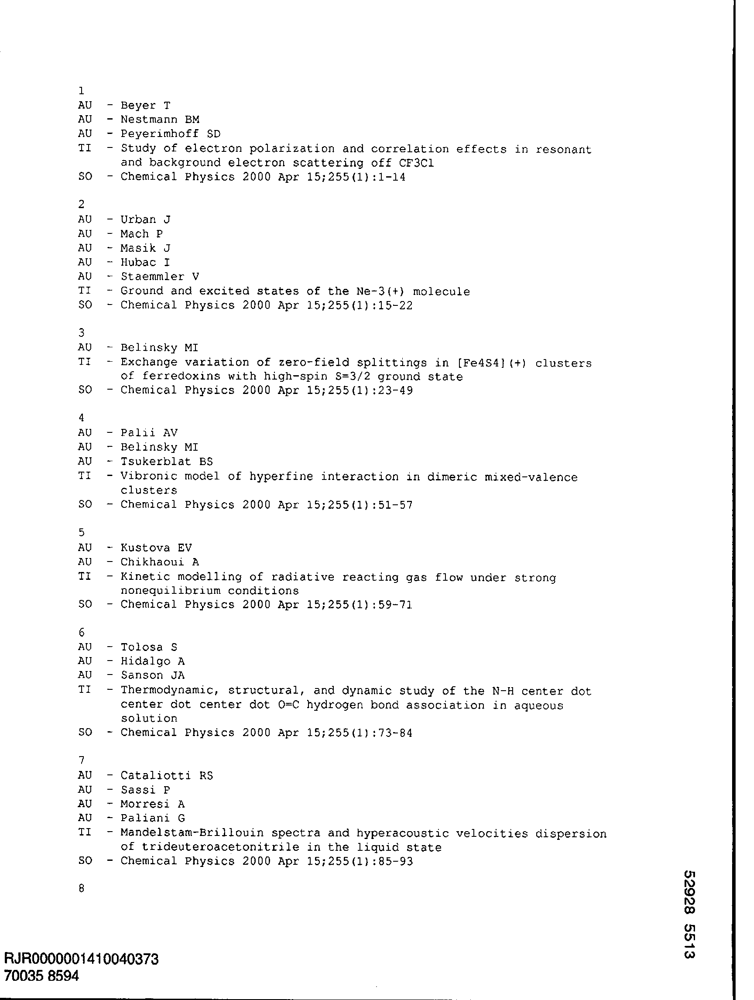 1
AU - Beyer T
AU - Nestmann BM
AU - Peyerimhoff SD
TI - Study of electron polarization and correlation effects in resonant
and background electron scattering off CF3Cl
SO - Chemical Physics 2000 Apr 15;255(1):1-14
2
AU - Urban J
AU - Mach P
AU - Masik J
AU - Hubac I
AU - Staemmler V
TI - Ground and excited states of the Ne-3(+) molecule
SO - Chemical Physics 2000 Apr 15;255(1):15-22
3
AU - Belinsky MI
TI - Exchange variation of zero-field splittings in [Fe4S4](+) clusters
of ferredoxins with high-spin S=3/2 ground state
SO - Chemical Physics 2000 Apr 15;255(1):23-49
4
AU - Palii AV
AU - Belinsky MI
AU - Tsukerblat BS
TI - Vibronic model of hyperfine interaction in dimeric mixed-valence
clusters
SO - Chemical Physics 2000 Apr 15;255(1):51-57
5
AU - Kustova EV
AU - Chikhaoui A
TI - Kinetic modelling of radiative reacting gas flow under strong
nonequilibrium conditions
SO - Chemical Physics 2000 Apr 15;255(1):59-71
6
AU - Tolosa S
AU - Hidalgo A
AU - Sanson JA
TI - Thermodynamic, structural, and dynamic study of the N-H center dot
center dot center dot O=C hydrogen bond association in aqueous
solution
SO - Chemical Physics 2000 Apr 15;255(1):73-84
7
AU - Cataliotti RS
AU - Sassi P
AU - Morresi A
AU - Paliani G
TI - Mandelstam-Brillouin spectra and hyperacoustic velocities dispersion
of trideuteroacetonitrile in the liquid state
SO - Chemical Physics 2000 Apr 15;255(1):85-93
8
52928 5513
RJR0000001410040373
70035 8594